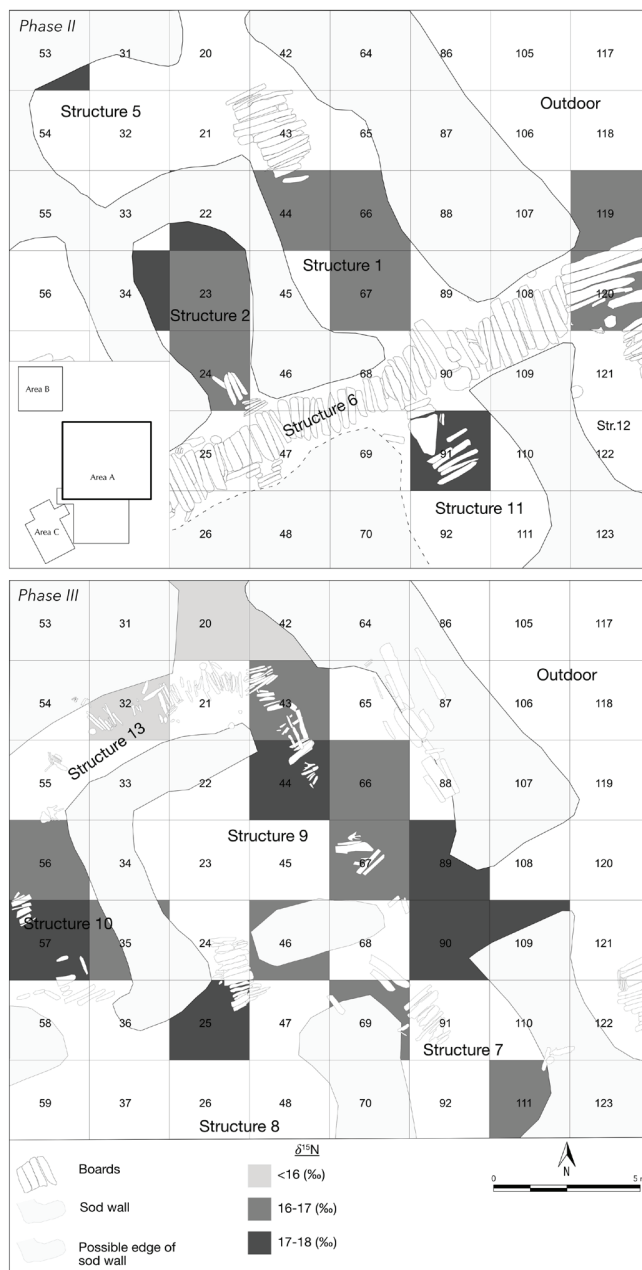 Phase II
53 31 20 42 64 86 105 117
Structure 5
Outdoor
54 32 21 43 65 87 106 118
55 33 22 44 66 88 107 119
Structure 1
56 34 23 45 67 89 108 120
Structure 2
24 46 68 90 109 121
Area B
Structure 6
Str.12
25 47 69 91 110 122
Area A
Structure 11
Area C
26 48 70 92 111 123
Phase III
53 31 20 42 64 86 105 117
Outdoor
54 32 21 43 65 87 106 118
Structure 13
55 33 22 44 66 88 107 119
Structure 9
56 34 23 45 67 89 108 120
Structure 10
57 35 24 46 68 90 109 121
58 36 25 47 69 91 110 122
Structure 7
59 37 26 48 70 92 111 123
Structure 8
δ¹⁵N
Boards
<16 (‰)
Sod wall
16-17 (‰)
Possible edge of
sod wall
17-18 (‰)
N
0 5 m